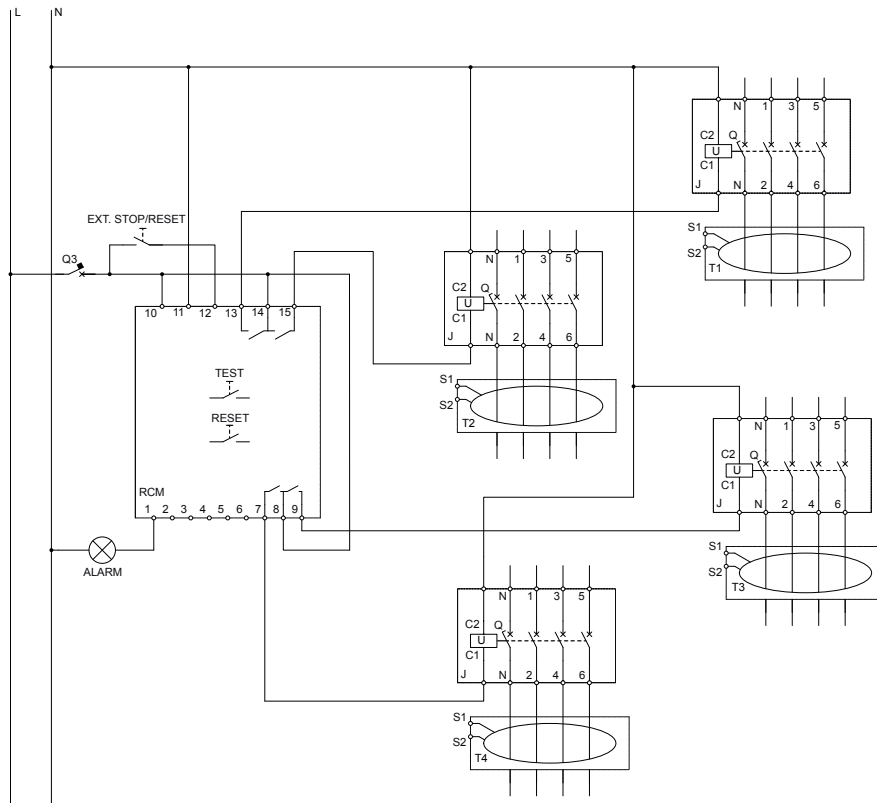 L N
N 1 3 5
C2 Q
U
C1
J N 2 4 6
S1
S2
T1
EXT. STOP/RESET
Q3
N 1 3 5
C2 Q
U
C1
J N 2 4 6
S1
S2
T2
10 11 12 13 14 15
TEST
RESET
RCM
1 2 3 4 5 6 7 8 9
ALARM
N 1 3 5
C2 Q
U
C1
J N 2 4 6
S1
S2
T3
N 1 3 5
C2 Q
U
C1
J N 2 4 6
S1
S2
T4